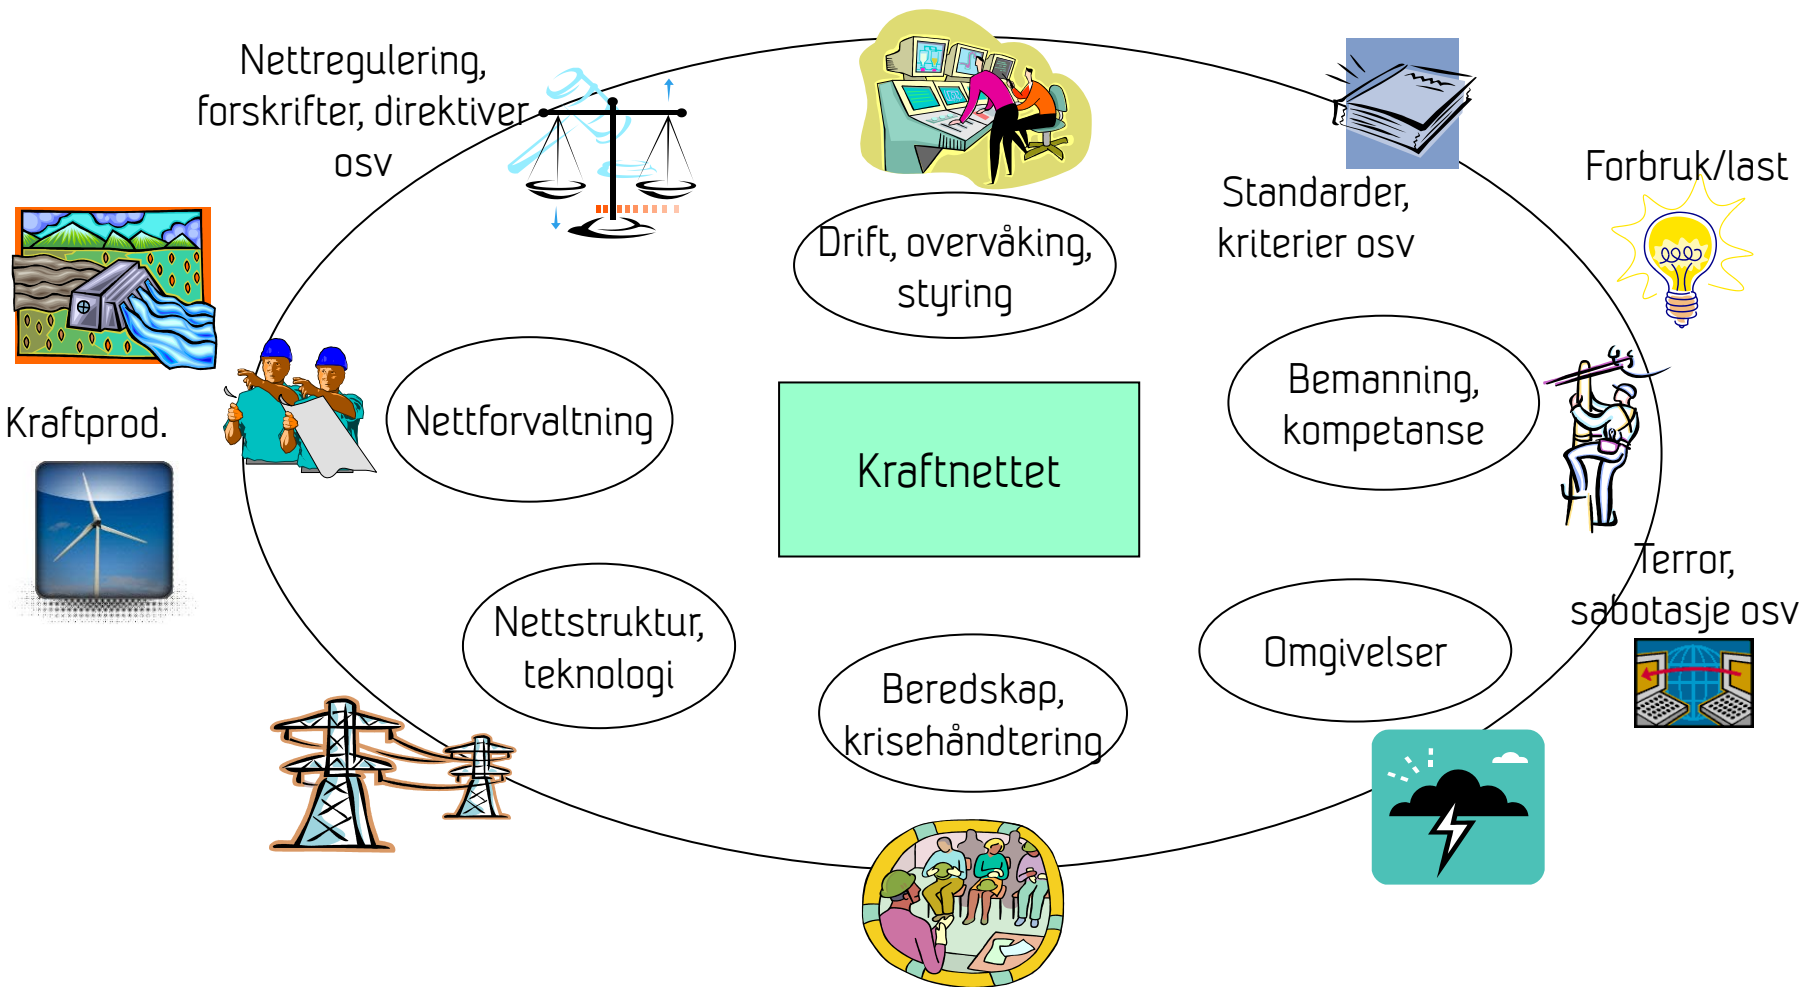 Nettregulering,
forskrifter, direktiver
osv
Drift, overvåking,
styring
Standarder,
kriterier osv
Forbruk/last
Kraftprod.
Nettforvaltning
Kraftnettet
Bemanning,
kompetanse
Nettstruktur,
teknologi
Beredskap,
krisehåndtering
Omgivelser
Terror,
sabotasje osv